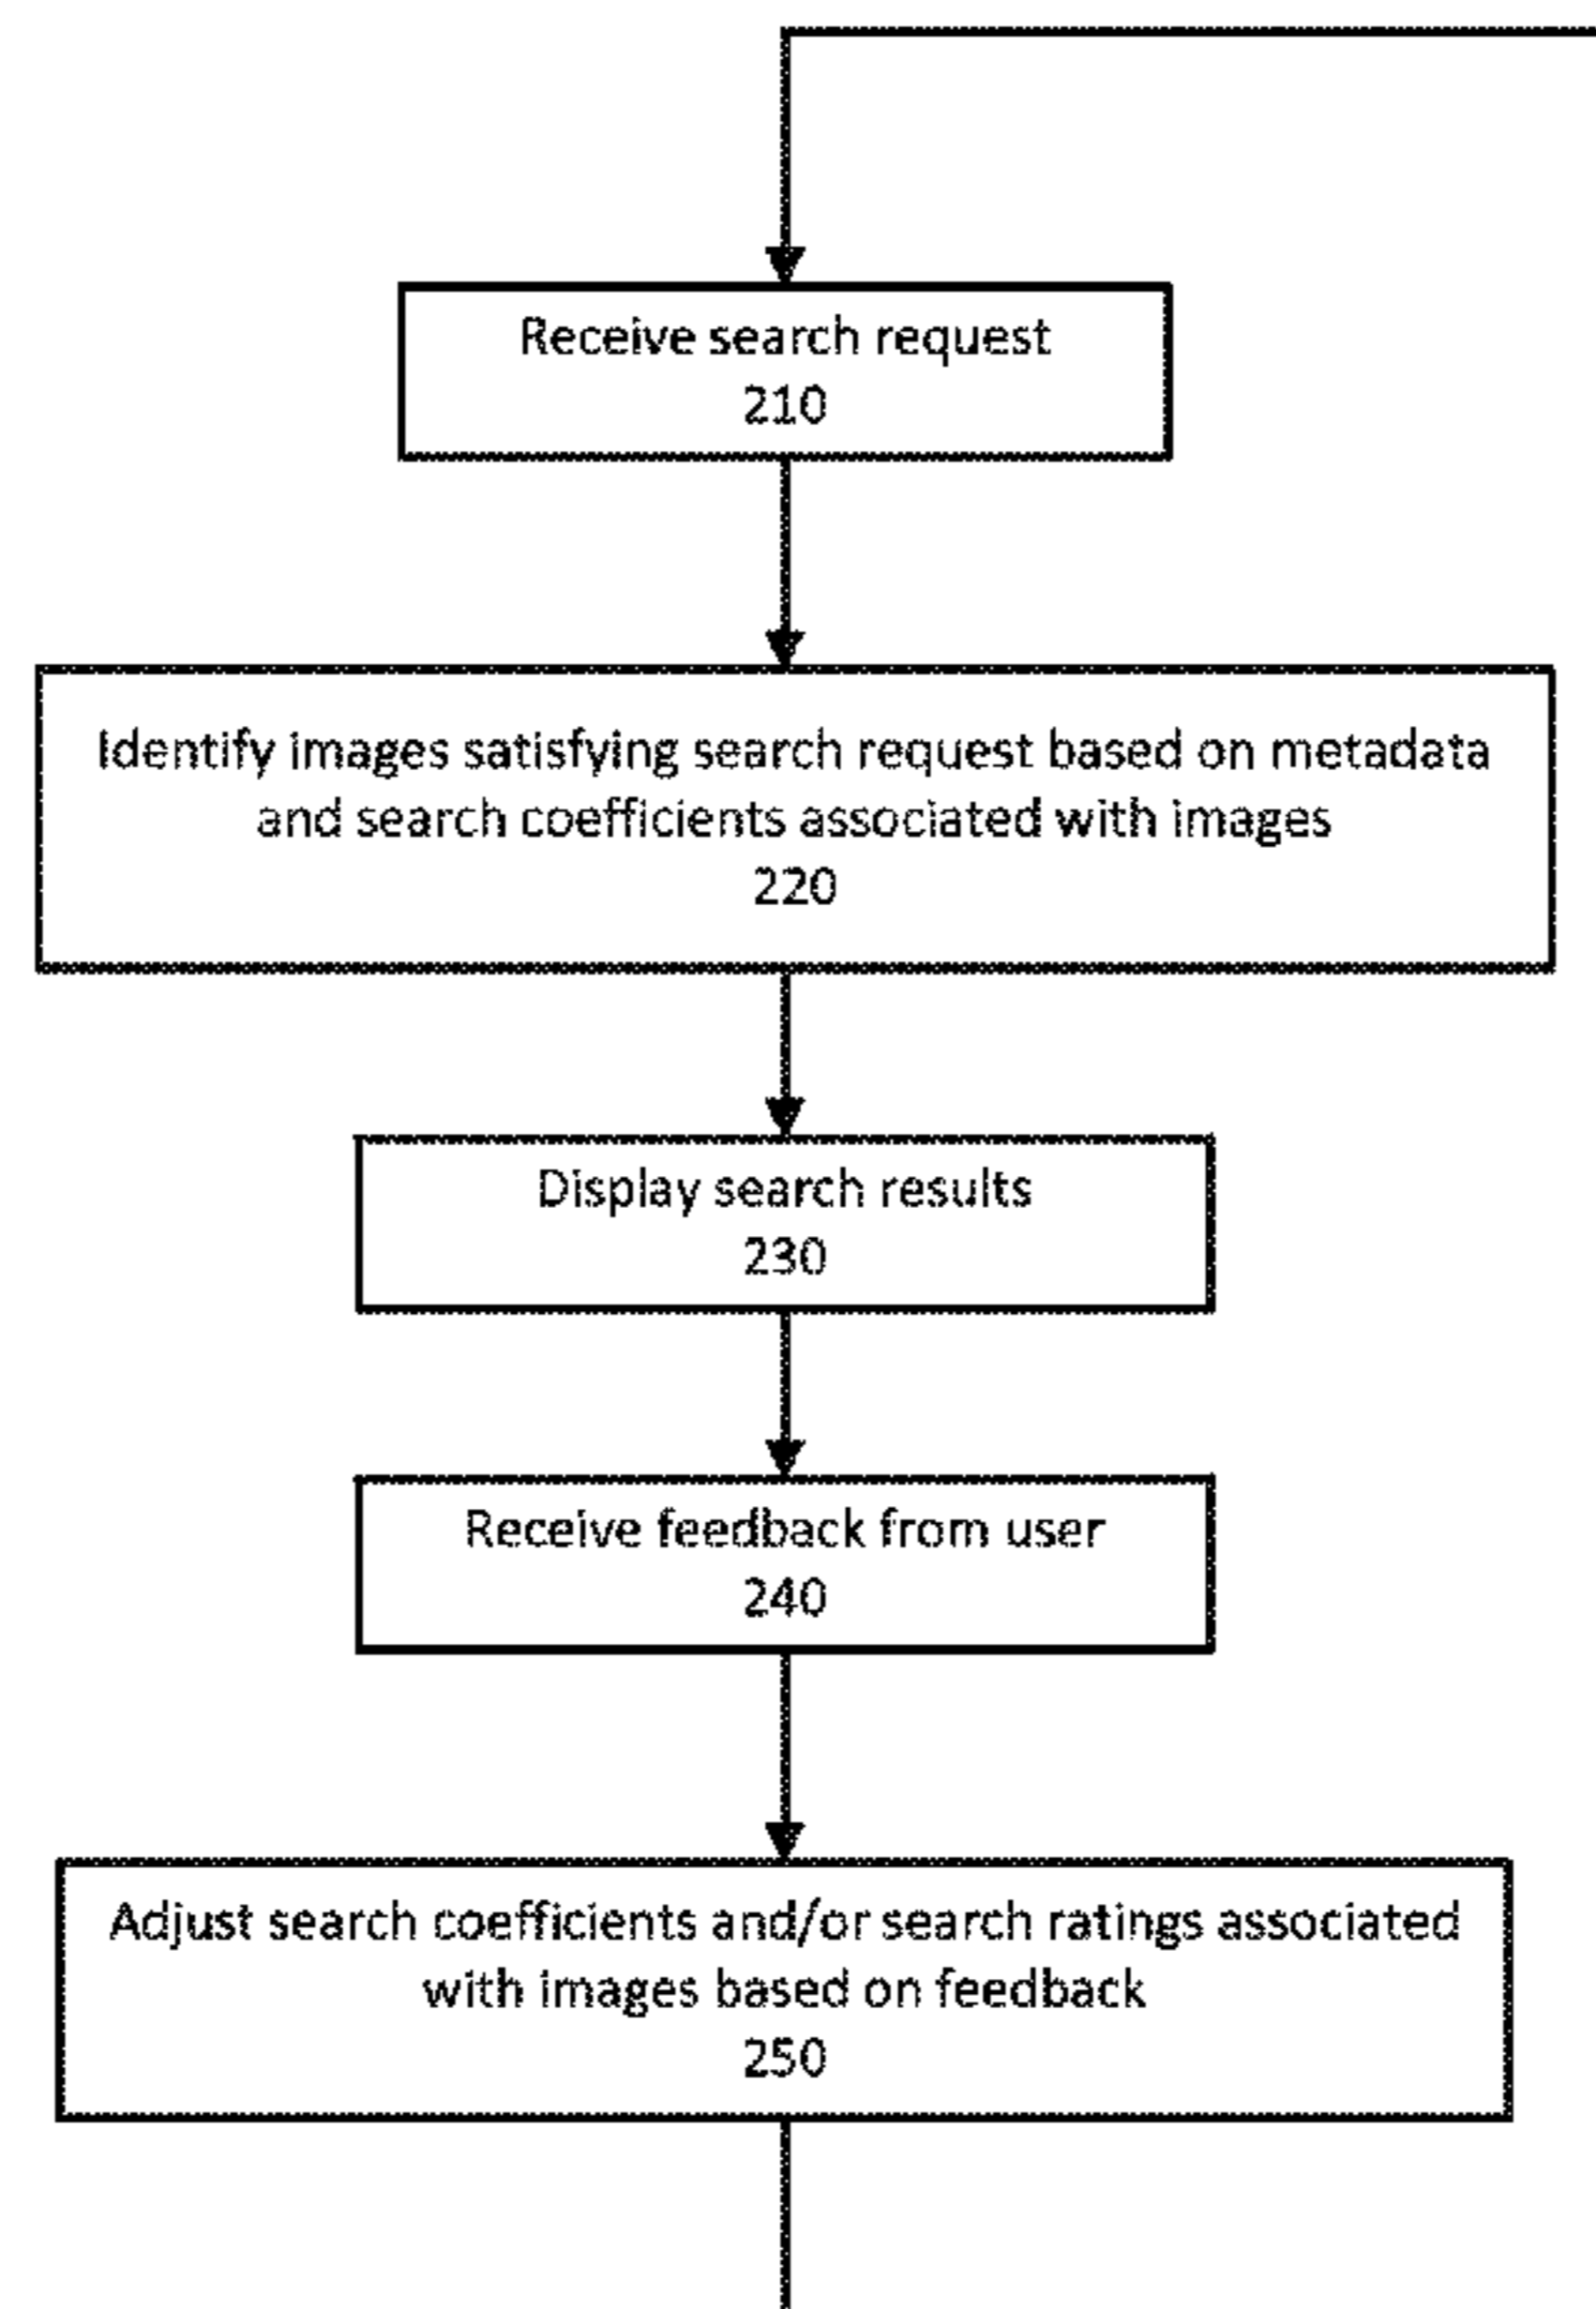 Receive search request
210
Identify images satisfying search request based on metadata
and search coefficients associated with images
220
Display search results
230
Receive feedback from user
240
Adjust search coefficients and/or search ratings associated
with images based on feedback
250